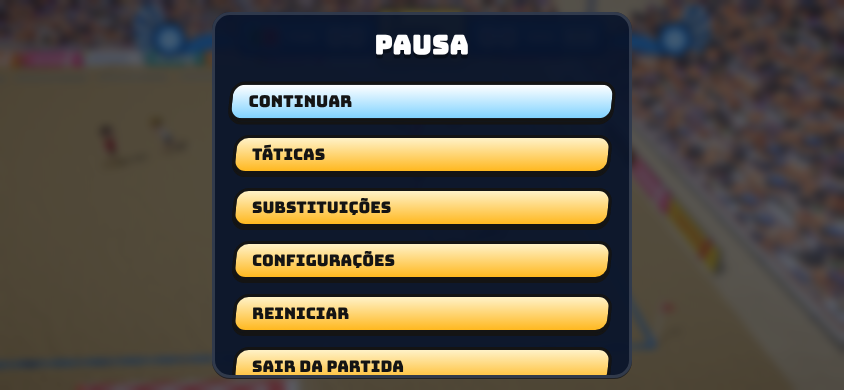 PAUSA
CONTINUAR
TÁTICAS
SUBSTITUIÇÕES
CONFIGURAÇÕES
REINICIAR
SAIR DA PARTIDA